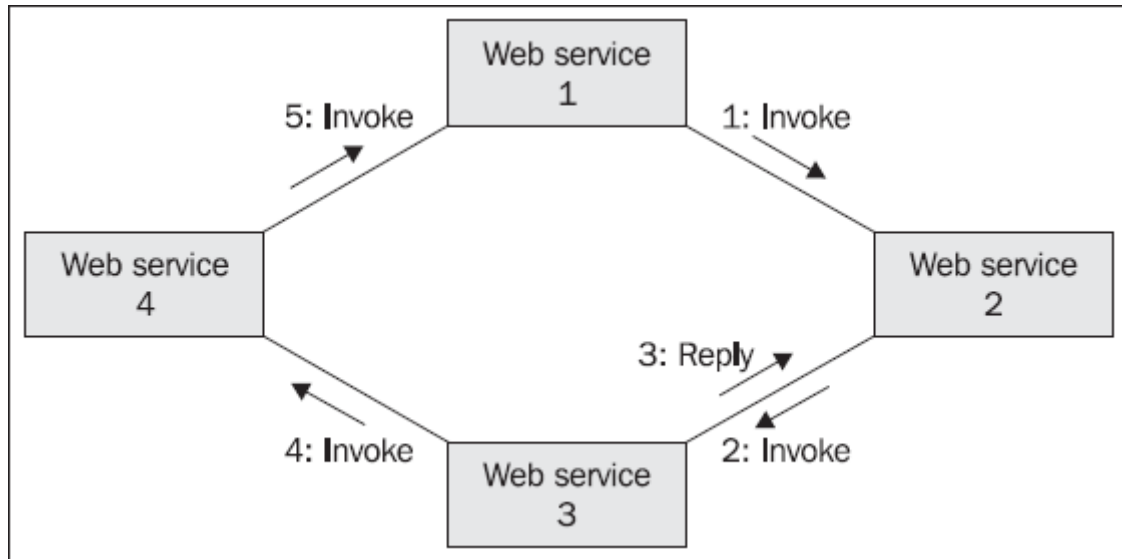 Web service
1
5: Invoke
1: Invoke
Web service
4
Web service
2
3: Reply
4: Invoke
2: Invoke
Web service
3